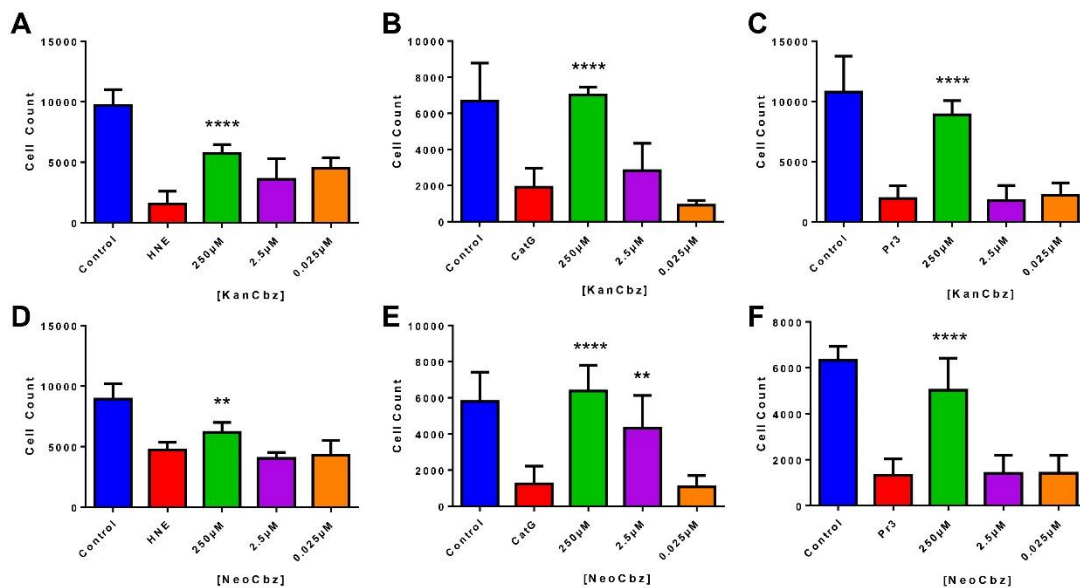 A
Cell Count
15000
10000
5000
0
****
Control
HNE
250µM
2.5µM
0.025µM
[KanCbz]
B
Cell Count
10000
8000
6000
4000
2000
0
****
Control
CatG
250µM
2.5µM
0.025µM
[KanCbz]
C
Cell Count
15000
10000
5000
0
****
Control
Pr3
250µM
2.5µM
0.025µM
[KanCbz]
D
Cell Count
15000
10000
5000
0
**
Control
HNE
250µM
2.5µM
0.025µM
[NeoCbz]
E
Cell Count
10000
8000
6000
4000
2000
0
****
**
Control
CatG
250µM
2.5µM
0.025µM
[NeoCbz]
F
Cell Count
8000
6000
4000
2000
0
****
Control
Pr3
250µM
2.5µM
0.025µM
[NeoCbz]